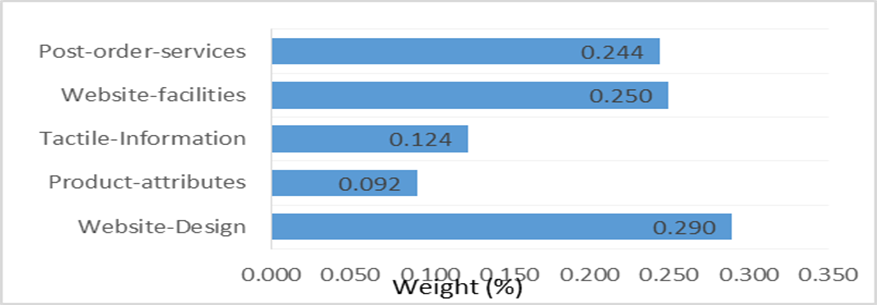 Post-order-services 0.244
Website-facilities 0.250
Tactile-Information 0.124
Product-attributes 0.092
Website-Design 0.290
0.000 0.050 0.100 0.150 0.200 0.250 0.300 0.350
Weight (%)